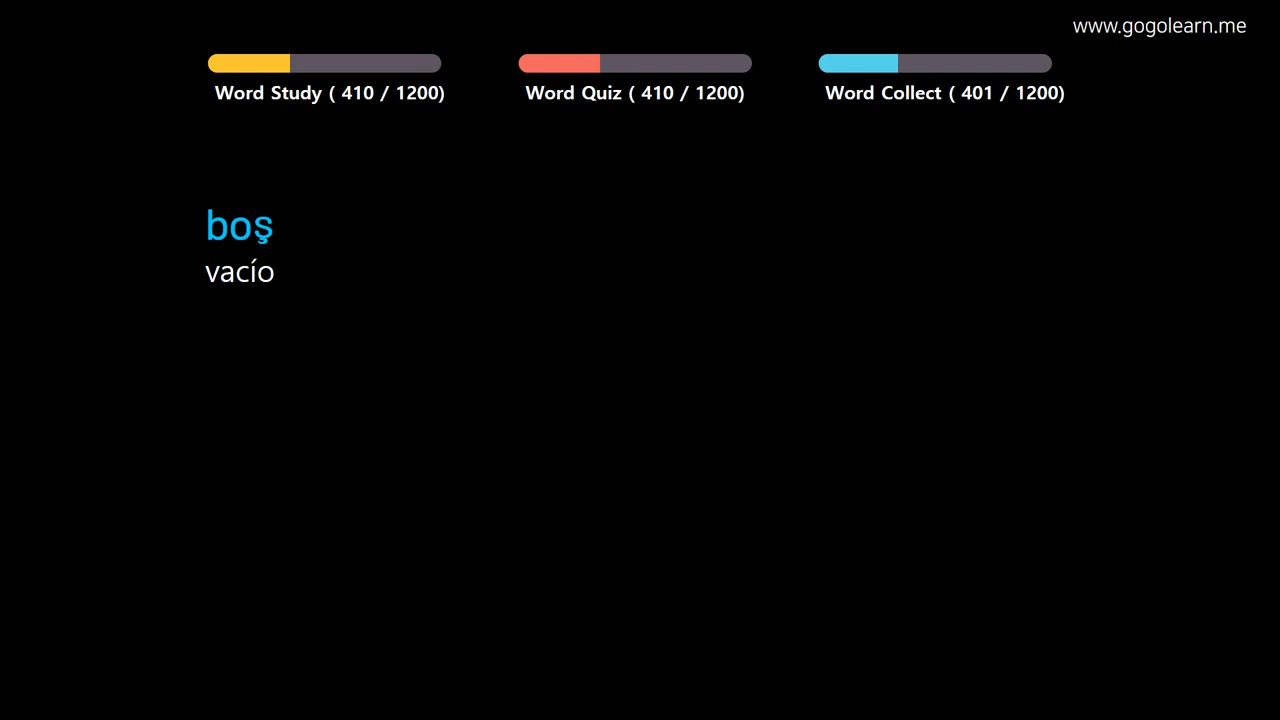 www.gogolearn.me
Word Study ( 410 / 1200)
Word Quiz ( 410 / 1200)
Word Collect ( 401 / 1200)
boş
vacío